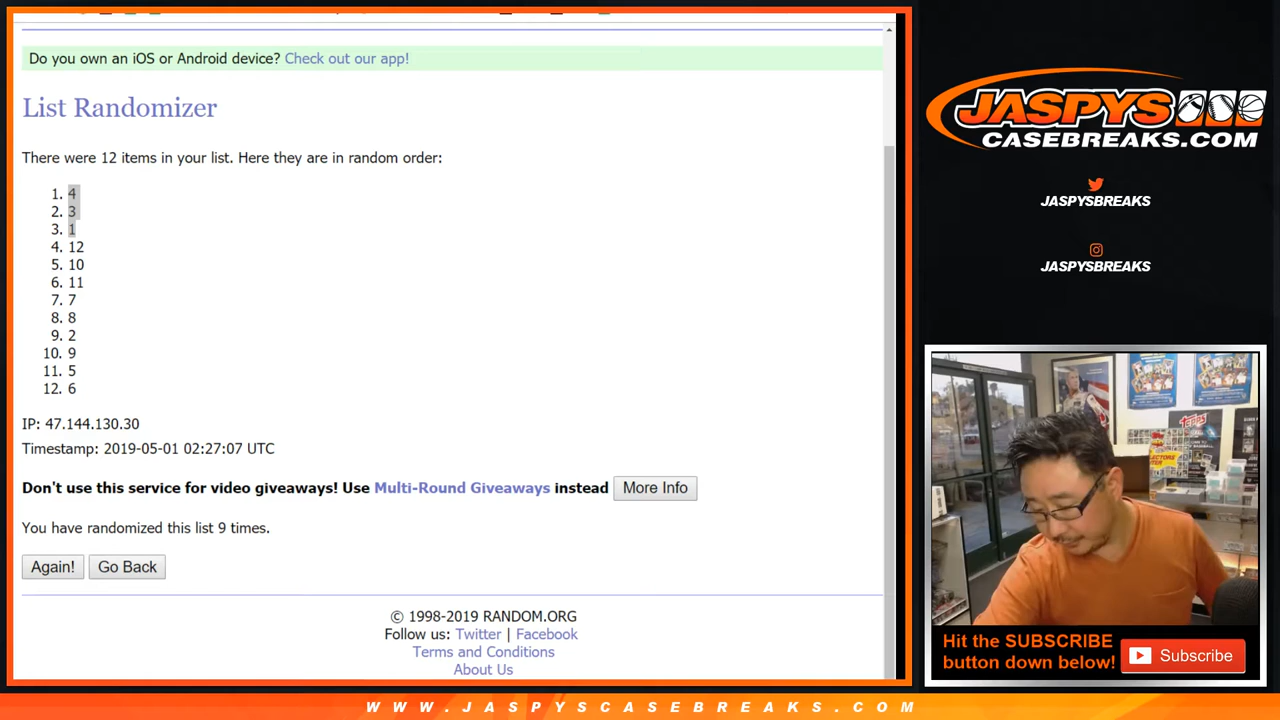 Do you own an iOS or Android device? Check out our app!
List Randomizer
There were 12 items in your list. Here they are in random order:
1. 4
2. 3
3. 1
4. 12
5. 10
6. 11
7. 7
8. 8
9. 2
10. 9
11. 5
12. 6
IP: 47.144.130.30
Timestamp: 2019-05-01 02:27:07 UTC
Don't use this service for video giveaways! Use Multi-Round Giveaways instead More Info
You have randomized this list 9 times.
Again! Go Back
© 1998-2019 RANDOM.ORG
Follow us: Twitter | Facebook
Terms and Conditions
About Us
JASPYS
CASEBREAKS.COM
JASPYSBREAKS
JASPYSBREAKS
Topps
Hit the SUBSCRIBE
button down below!
Subscribe
WWW.JASPYSCASEBREAKS.COM